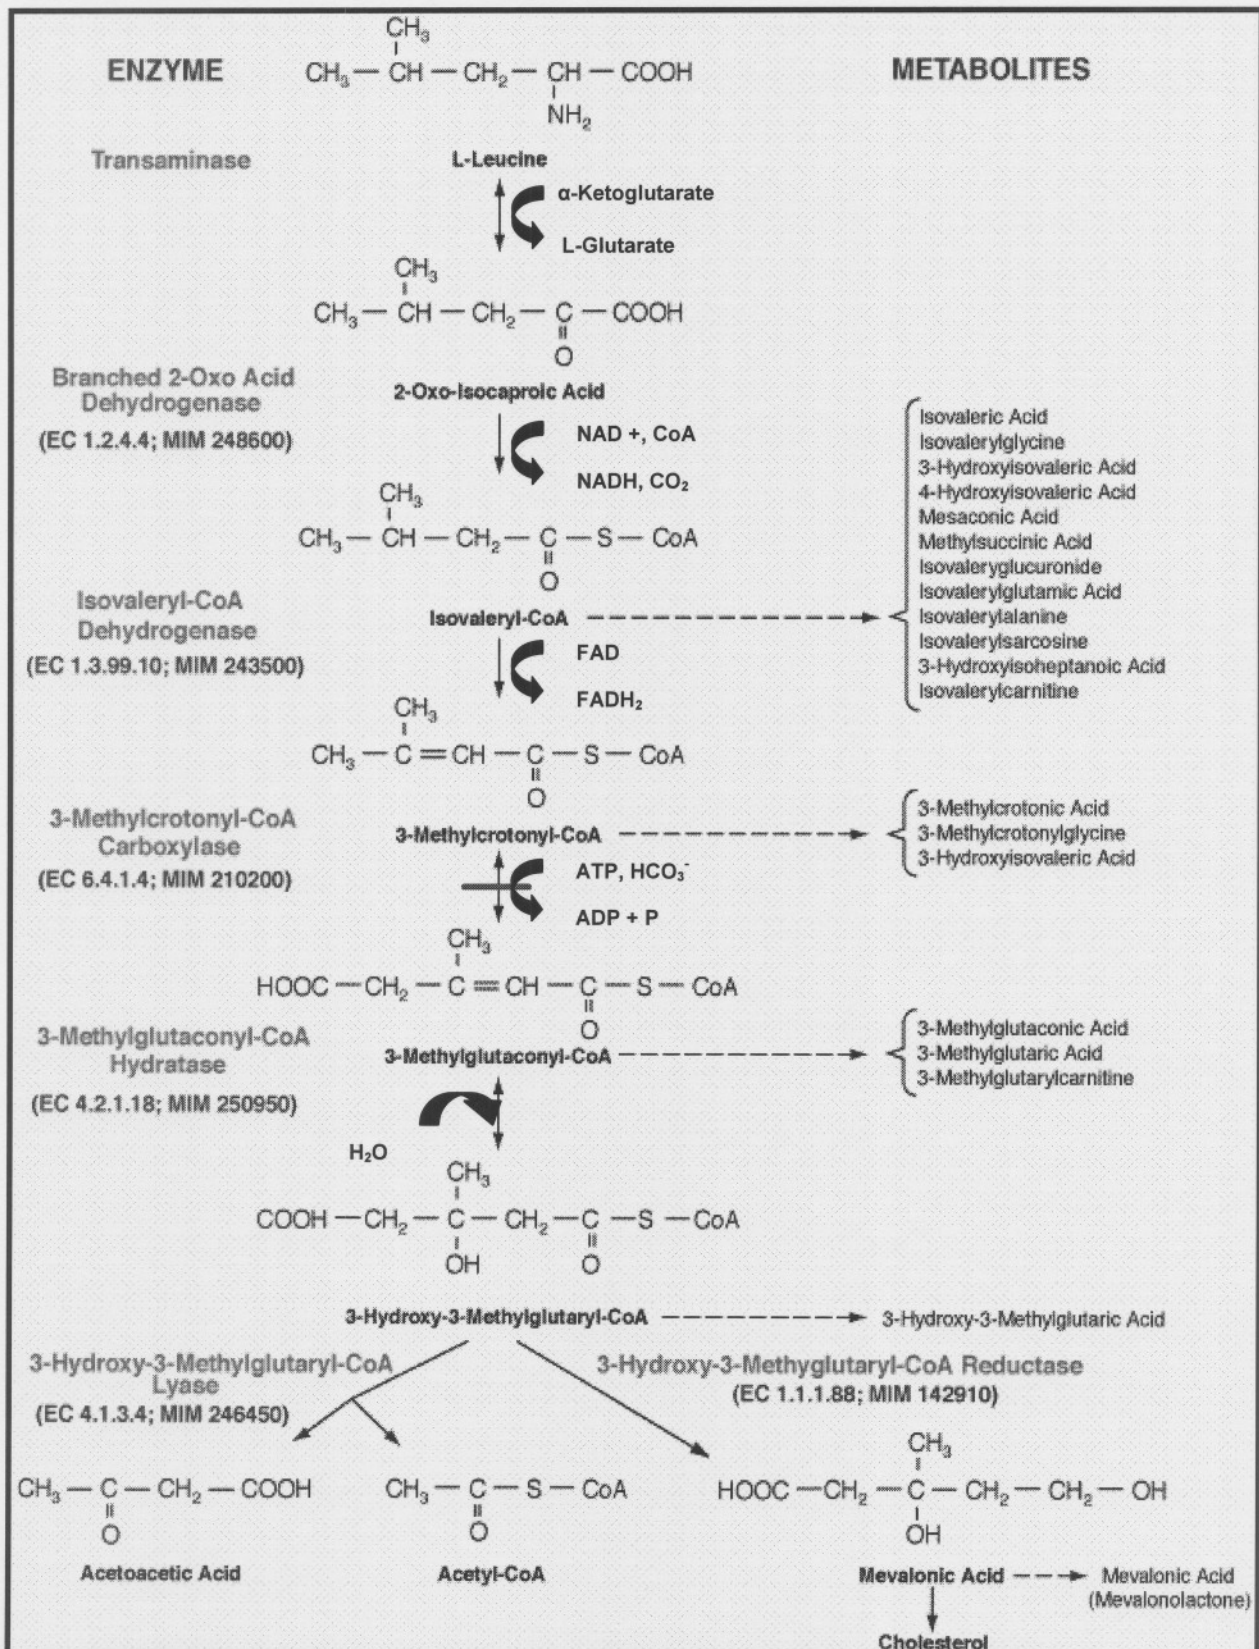 ENZYME
METABOLITES
CH3
CH3 — CH — CH2 — CH — COOH
NH2
Transaminase
L-Leucine
α-Ketoglutarate
L-Glutarate
CH3
CH3 — CH — CH2 — C — COOH
O
Branched 2-Oxo Acid
Dehydrogenase
(EC 1.2.4.4; MIM 248600)
2-Oxo-Isocaproic Acid
NAD +, CoA
NADH, CO2
CH3
CH3 — CH — CH2 — C — S — CoA
O
Isovaleric Acid
Isovalerylglycine
3-Hydroxyisovaleric Acid
4-Hydroxyisovaleric Acid
Mesaconic Acid
Methylsuccinic Acid
Isovaleryglucuronide
Isovalerylglutamic Acid
Isovalerylalanine
Isovalerylsarcosine
3-Hydroxyisoheptanoic Acid
Isovalerylcarnitine
Isovaleryl-CoA
Dehydrogenase
(EC 1.3.99.10; MIM 243500)
Isovaleryl-CoA
FAD
FADH2
CH3
CH3 — C = CH — C — S — CoA
O
3-Methylcrotonyl-CoA
Carboxylase
(EC 6.4.1.4; MIM 210200)
3-Methylcrotonyl-CoA
3-Methylcrotonic Acid
3-Methylcrotonylglycine
3-Hydroxyisovaleric Acid
ATP, HCO3-
ADP + P
CH3
HOOC — CH2 — C = CH — C — S — CoA
O
3-Methylglutaconyl-CoA
Hydratase
(EC 4.2.1.18; MIM 250950)
3-Methylglutaconyl-CoA
3-Methylglutaconic Acid
3-Methylglutaric Acid
3-Methylglutarylcarnitine
H2O
CH3
COOH — CH2 — C — CH2 — C — S — CoA
OH O
3-Hydroxy-3-Methylglutaryl-CoA
3-Hydroxy-3-Methylglutaric Acid
3-Hydroxy-3-Methylglutaryl-CoA
Lyase
(EC 4.1.3.4; MIM 246450)
3-Hydroxy-3-Methyglutaryl-CoA Reductase
(EC 1.1.1.88; MIM 142910)
CH3 — C — CH2 — COOH
O
Acetoacetic Acid
CH3 — C — S — CoA
O
Acetyl-CoA
CH3
HOOC — CH2 — C — CH2 — CH2 — OH
OH
Mevalonic Acid
Mevalonic Acid
(Mevalonolactone)
Cholesterol